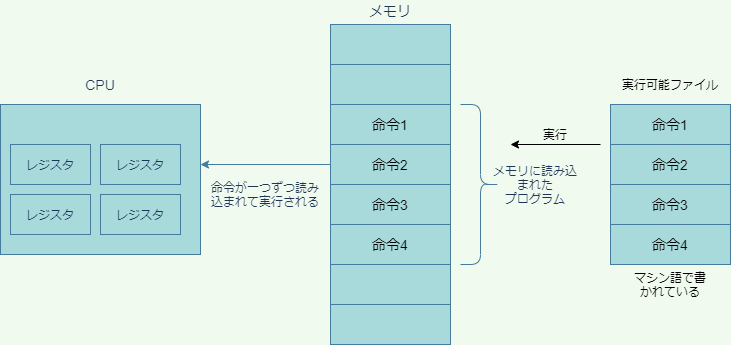 メモリ
CPU
実行可能ファイル
レジスタ
レジスタ
レジスタ
レジスタ
命令が一つずつ読み
込まれて実行される
命令1
命令2
命令3
命令4
メモリに読み込
まれた
プログラム
実行
命令1
命令2
命令3
命令4
マシン語で書
かれている